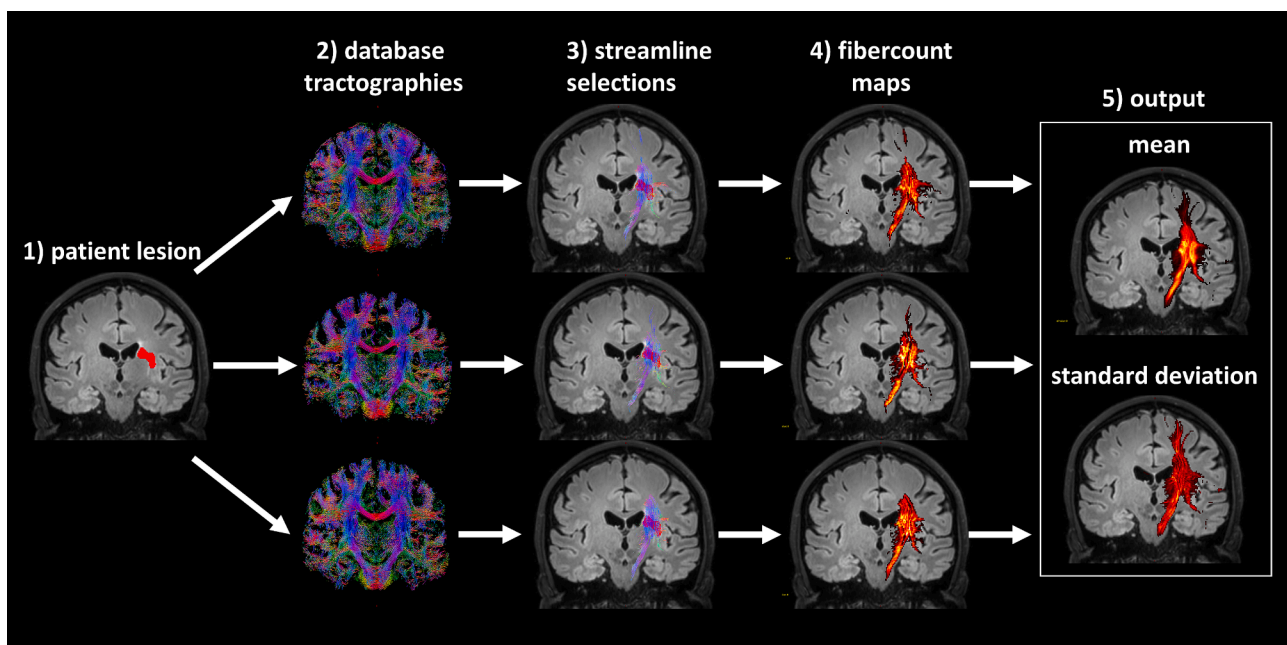 1) patient lesion
2) database
tractographies
3) streamline
selections
4) fibercount
maps
5) output
mean
standard deviation